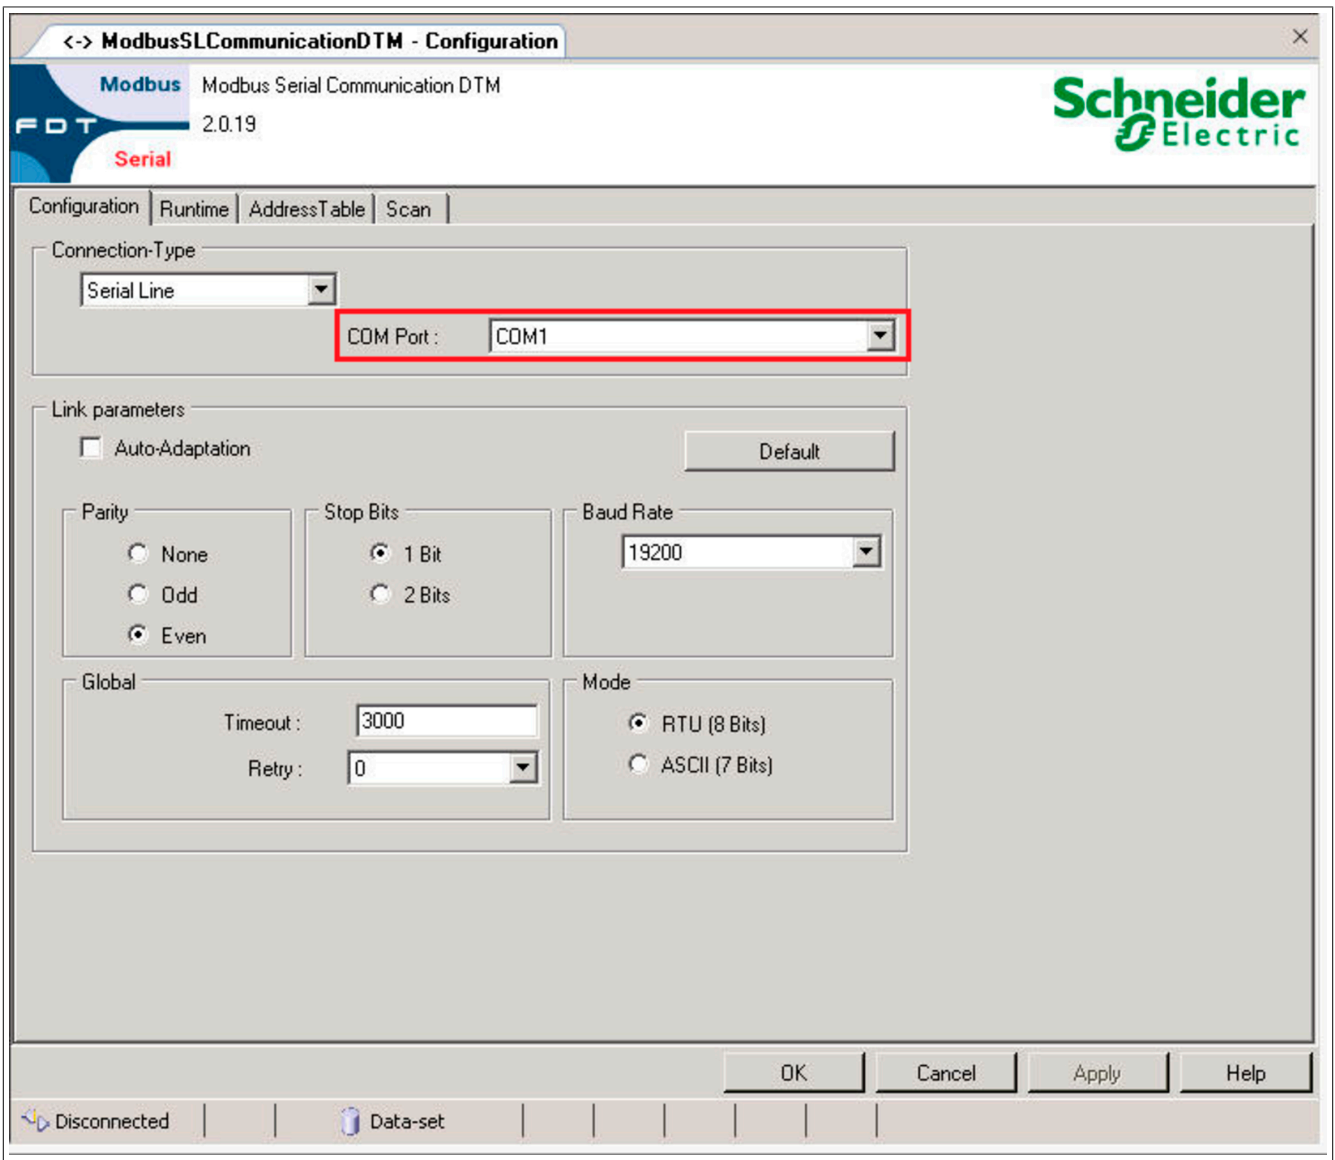 <-> ModbusSLCommunicationDTM - Configuration
Modbus
Modbus Serial Communication DTM
FDT
2.0.19
Serial
Schneider
Electric
Configuration
Runtime
AddressTable
Scan
Connection-Type
Serial Line
COM Port :
COM1
Link parameters
Auto-Adaptation
Default
Parity
None
Odd
Even
Stop Bits
1 Bit
2 Bits
Baud Rate
19200
Global
Timeout :
3000
Retry :
0
Mode
RTU (8 Bits)
ASCII (7 Bits)
OK
Cancel
Apply
Help
Disconnected
Data-set